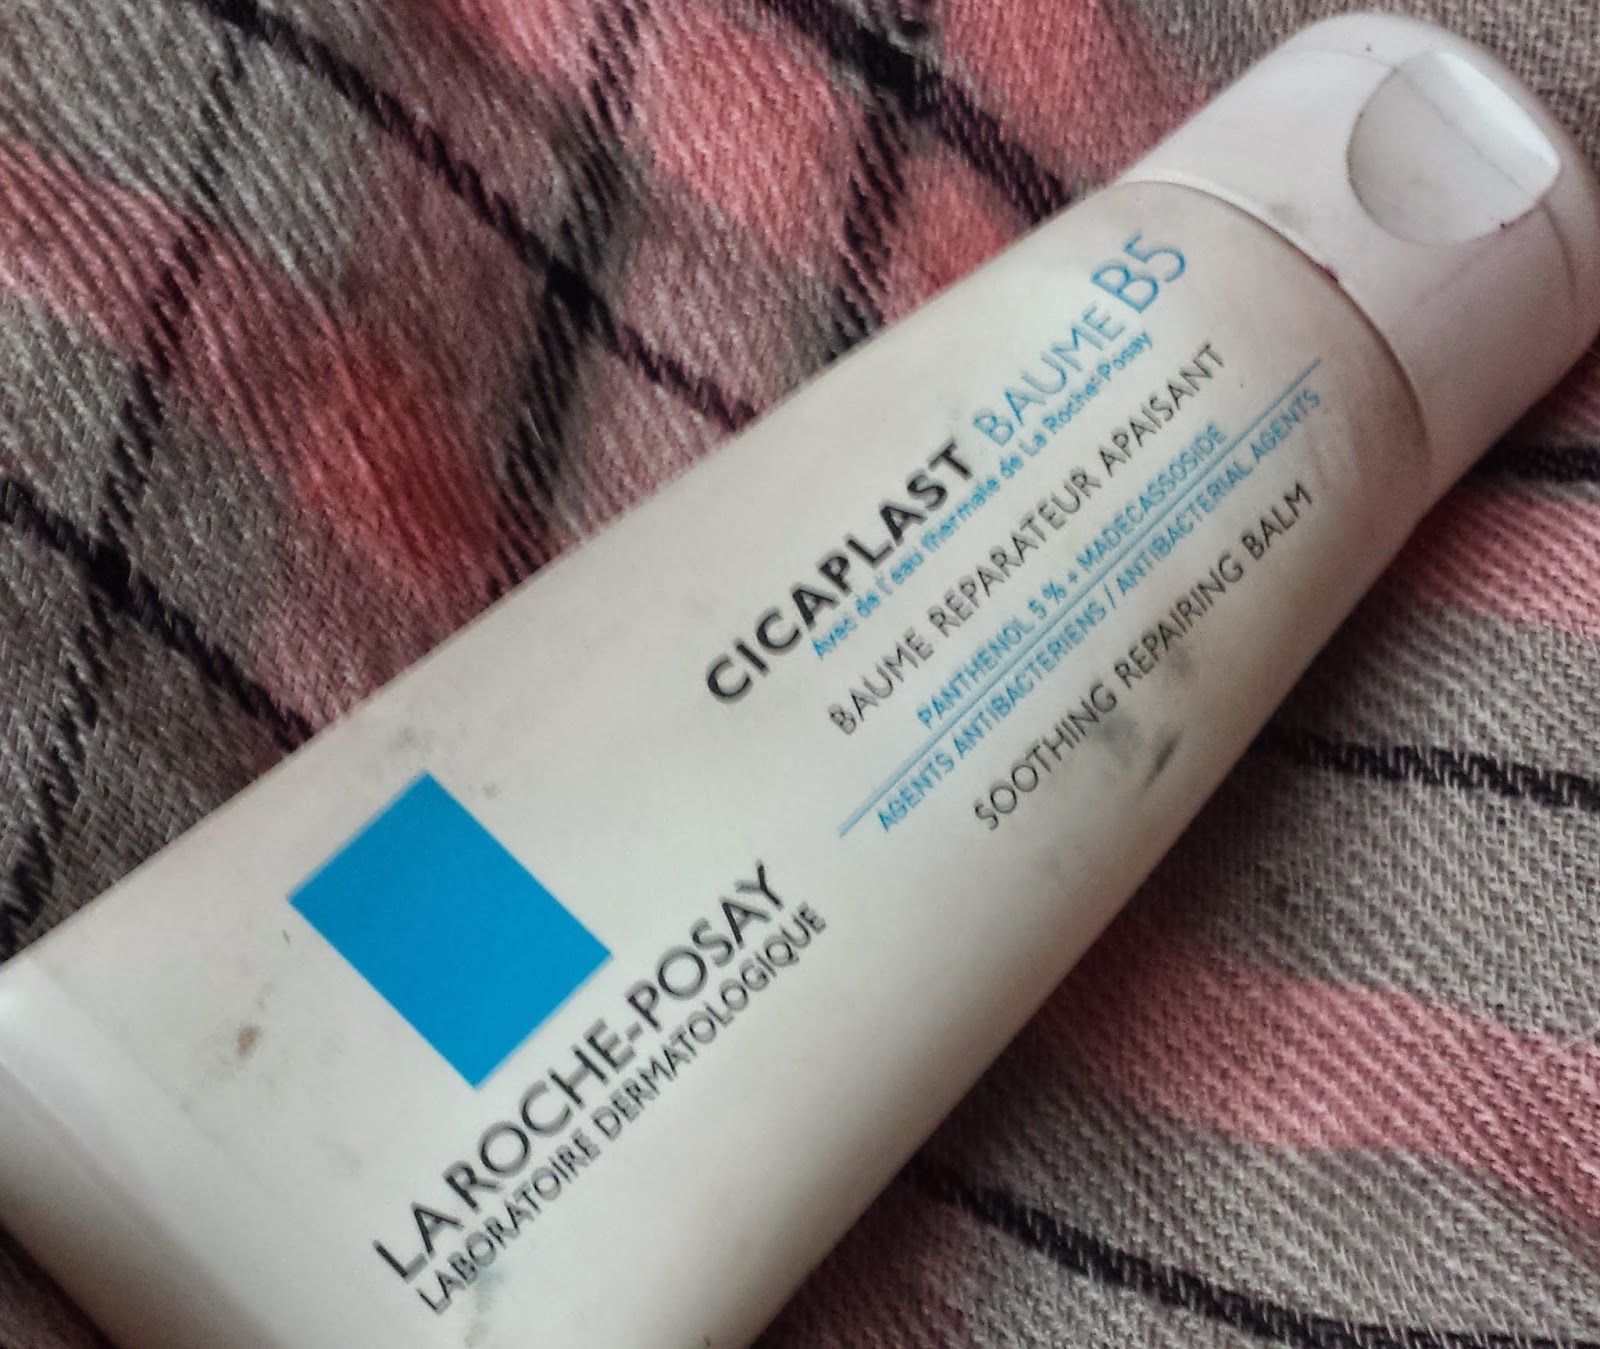 CICAPLAST BAUME B5
Avec de l'eau thermale de La Roche-Posay
BAUME REPARATEUR APAISANT
PANTHENOL 5 % + MADECASSOSIDE
AGENTS ANTIBACTERIENS / ANTIBACTERIAL AGENTS
SOOTHING REPAIRING BALM
LA ROCHE-POSAY
LABORATOIRE DERMATOLOGIQUE